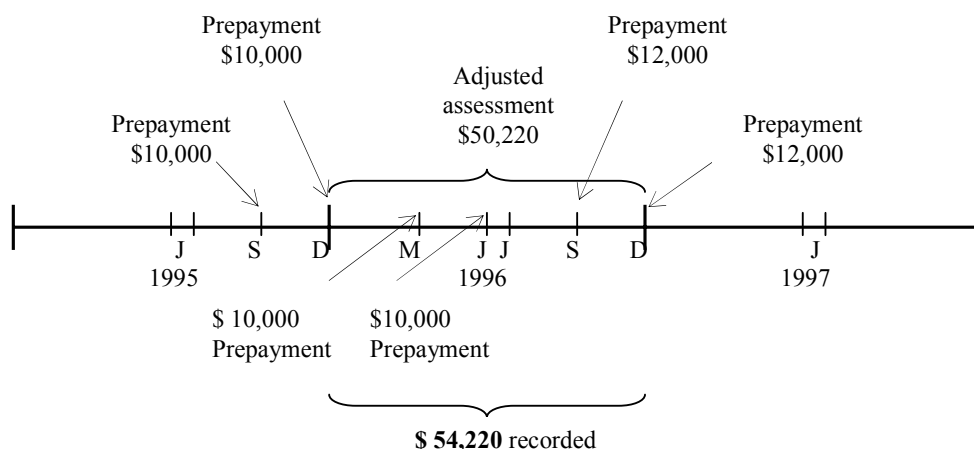 Prepayment
$10,000
Prepayment
$12,000
Adjusted
assessment
$50,220
Prepayment
$10,000
Prepayment
$12,000
J S D M J J S D J
1995 1996 1997
$ 10,000
Prepayment
$10,000
Prepayment
$ 54,220 recorded